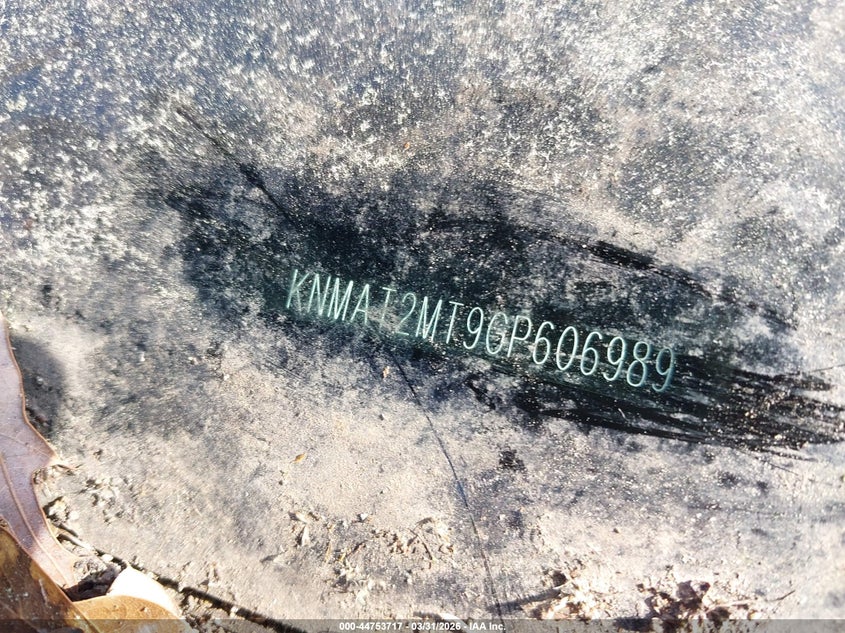 KNMAT2MT9GP606989
000-44753717 - 03/31/2026 - IAA Inc.